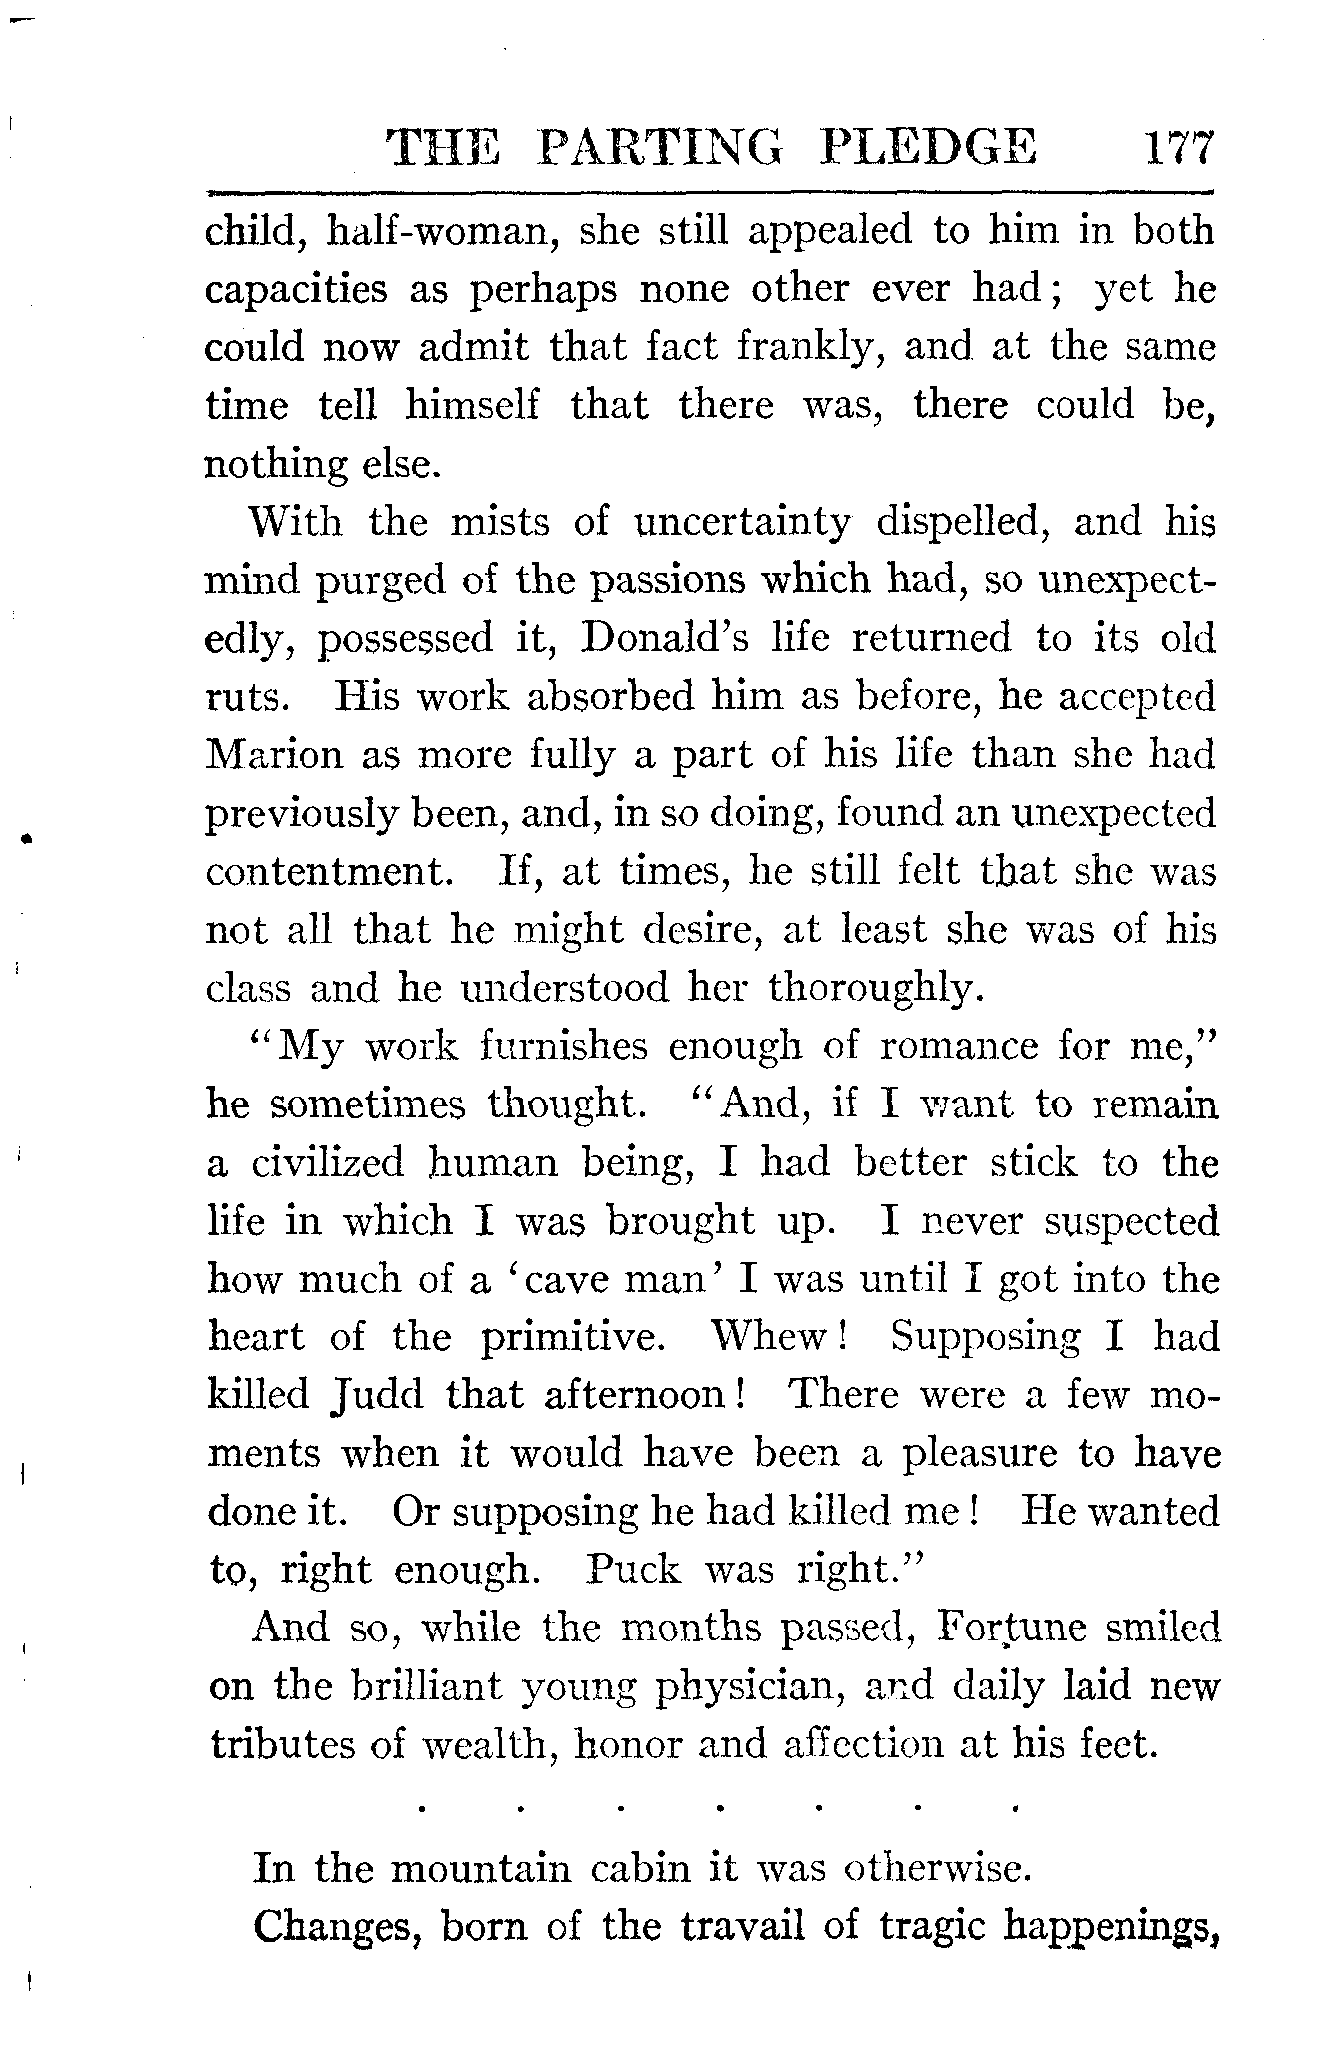 THE PARTING PLEDGE 177
child, half-woman, she still appealed to him in both
capacities as perhaps none other ever had; yet he
could now admit that fact frankly, and at the same
time tell himself that there was, there could be,
nothing else.
With the mists of uncertainty dispelled, and his
mind purged of the passions which had, so unexpect-
edly, possessed it, Donald's life returned to its old
ruts. His work absorbed him as before, he accepted
Marion as more fully a part of his life than she had
previously been, and, in so doing, found an unexpected
contentment. If, at times, he still felt that she was
not all that he might desire, at least she was of his
class and he understood her thoroughly.
"My work furnishes enough of romance for me,"
he sometimes thought. "And, if I want to remain
a civilized human being, I had better stick to the
life in which I was brought up. I never suspected
how much of a 'cave man' I was until I got into the
heart of the primitive. Whew! Supposing I had
killed Judd that afternoon! There were a few mo-
ments when it would have been a pleasure to have
done it. Or supposing he had killed me! He wanted
to, right enough. Puck was right."
And so, while the months passed, Fortune smiled
on the brilliant young physician, and daily laid new
tributes of wealth, honor and affection at his feet.
. . . . . . .
In the mountain cabin it was otherwise.
Changes, born of the travail of tragic happenings,